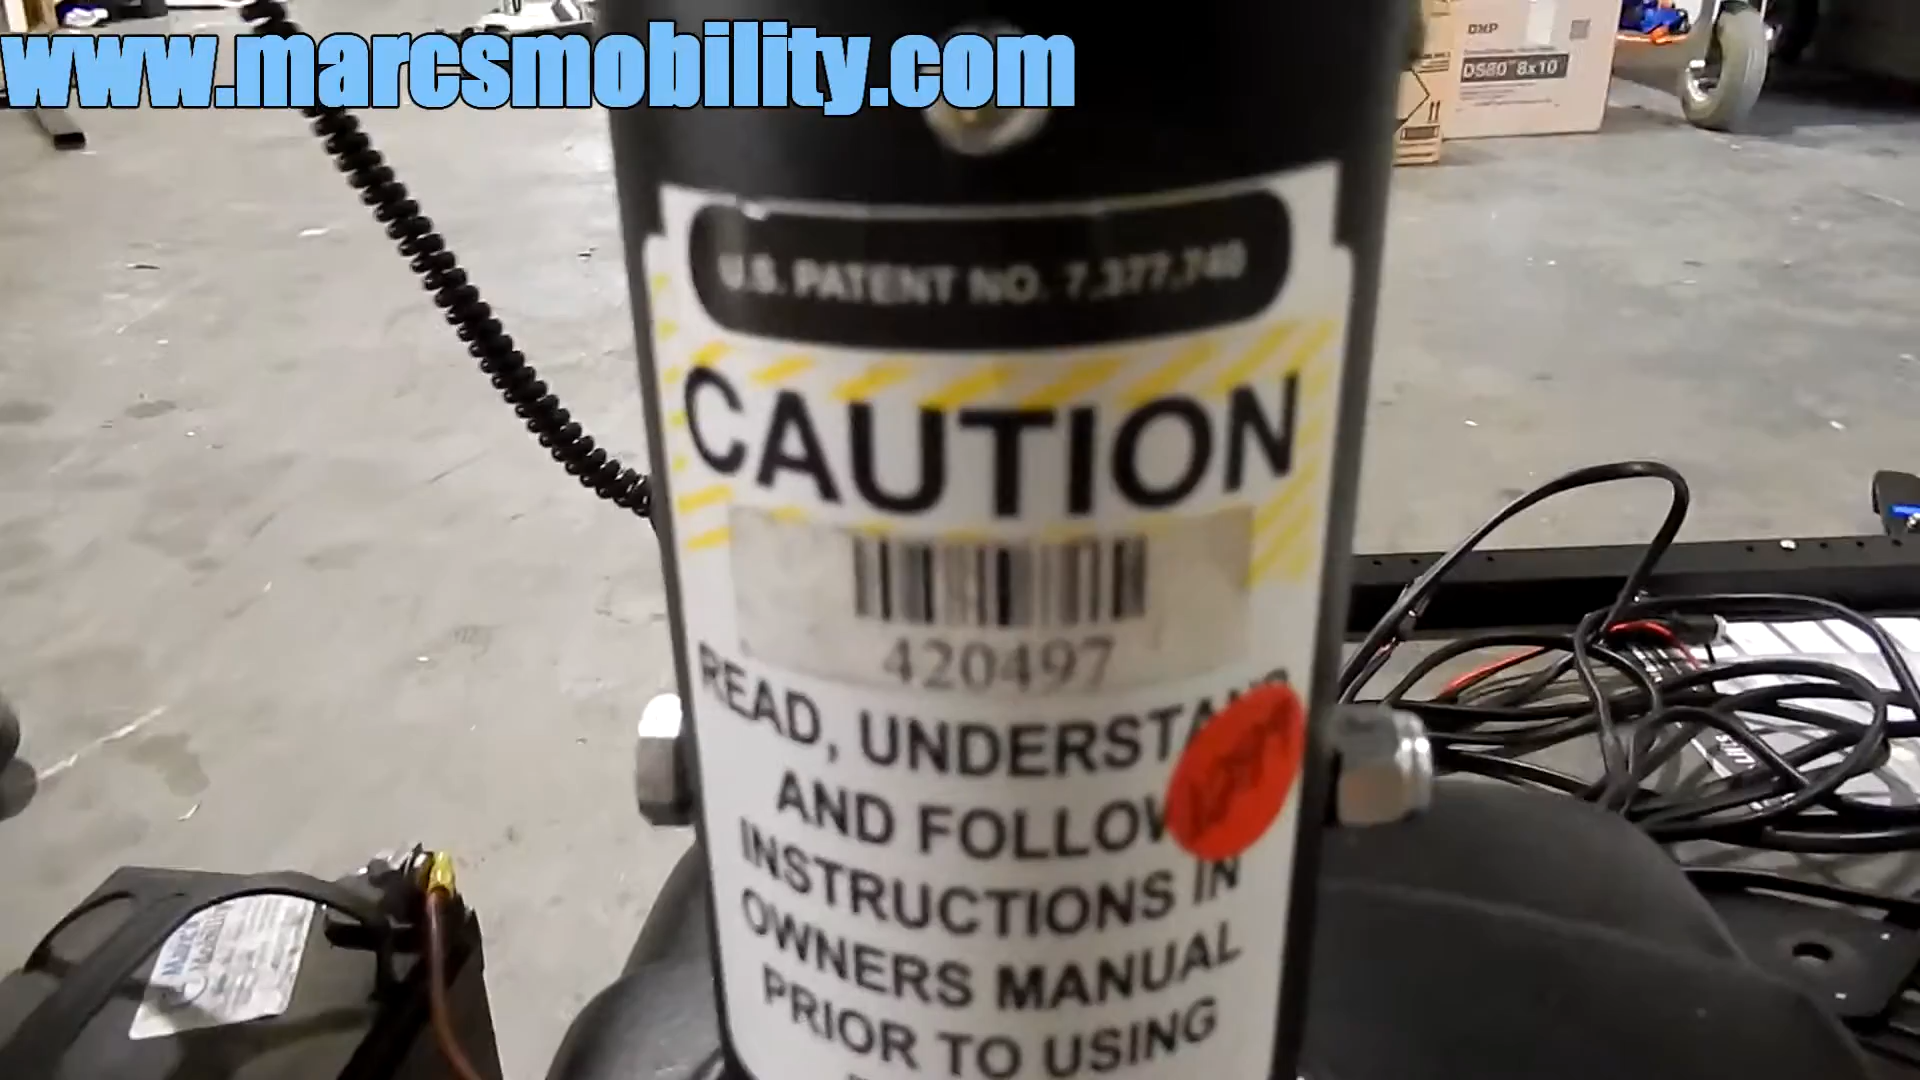 www.marcsmobility.com
DMP
DS80™ 8x10
U.S. PATENT NO. 7,377,740
CAUTION
420497
READ, UNDERSTAND
AND FOLLOW
INSTRUCTIONS IN
OWNERS MANUAL
PRIOR TO USING